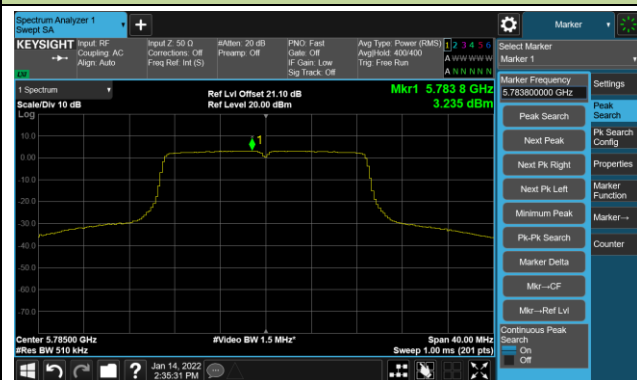 Spectrum Analyzer 1
Swept SA
Marker
KEYSIGHT
Input: RF
Coupling: AC
Align: Auto
Input Z: 50 Ω
Corrections: Off
Freq Ref: Int (S)
#Atten: 20 dB
Preamp: Off
PNO: Fast
Gate: Off
IF Gain: Low
Sig Track: Off
Avg Type: Power (RMS)
Avg|Hold: 400/400
Trig: Free Run
1 2 3 4 5 6
A W W W W W
A N N N N N
LXI
Select Marker
Marker 1
1 Spectrum
Scale/Div 10 dB
Log
Ref Lvl Offset 21.10 dB
Ref Level 20.00 dBm
Mkr1 5.783 8 GHz
3.235 dBm
10.0
0.00
-10.0
-20.0
-30.0
-40.0
-50.0
-60.0
-70.0
1
Center 5.78500 GHz
#Res BW 510 kHz
#Video BW 1.5 MHz*
Span 40.00 MHz
Sweep 1.00 ms (201 pts)
Marker Frequency
5.783800000 GHz
Peak Search
Next Peak
Next Pk Right
Next Pk Left
Minimum Peak
Pk-Pk Search
Marker Delta
Mkr→CF
Mkr→Ref Lvl
Continuous Peak
Search
On
Off
Settings
Peak
Search
Pk Search
Config
Properties
Marker
Function
Marker→
Counter
Jan 14, 2022
2:35:31 PM